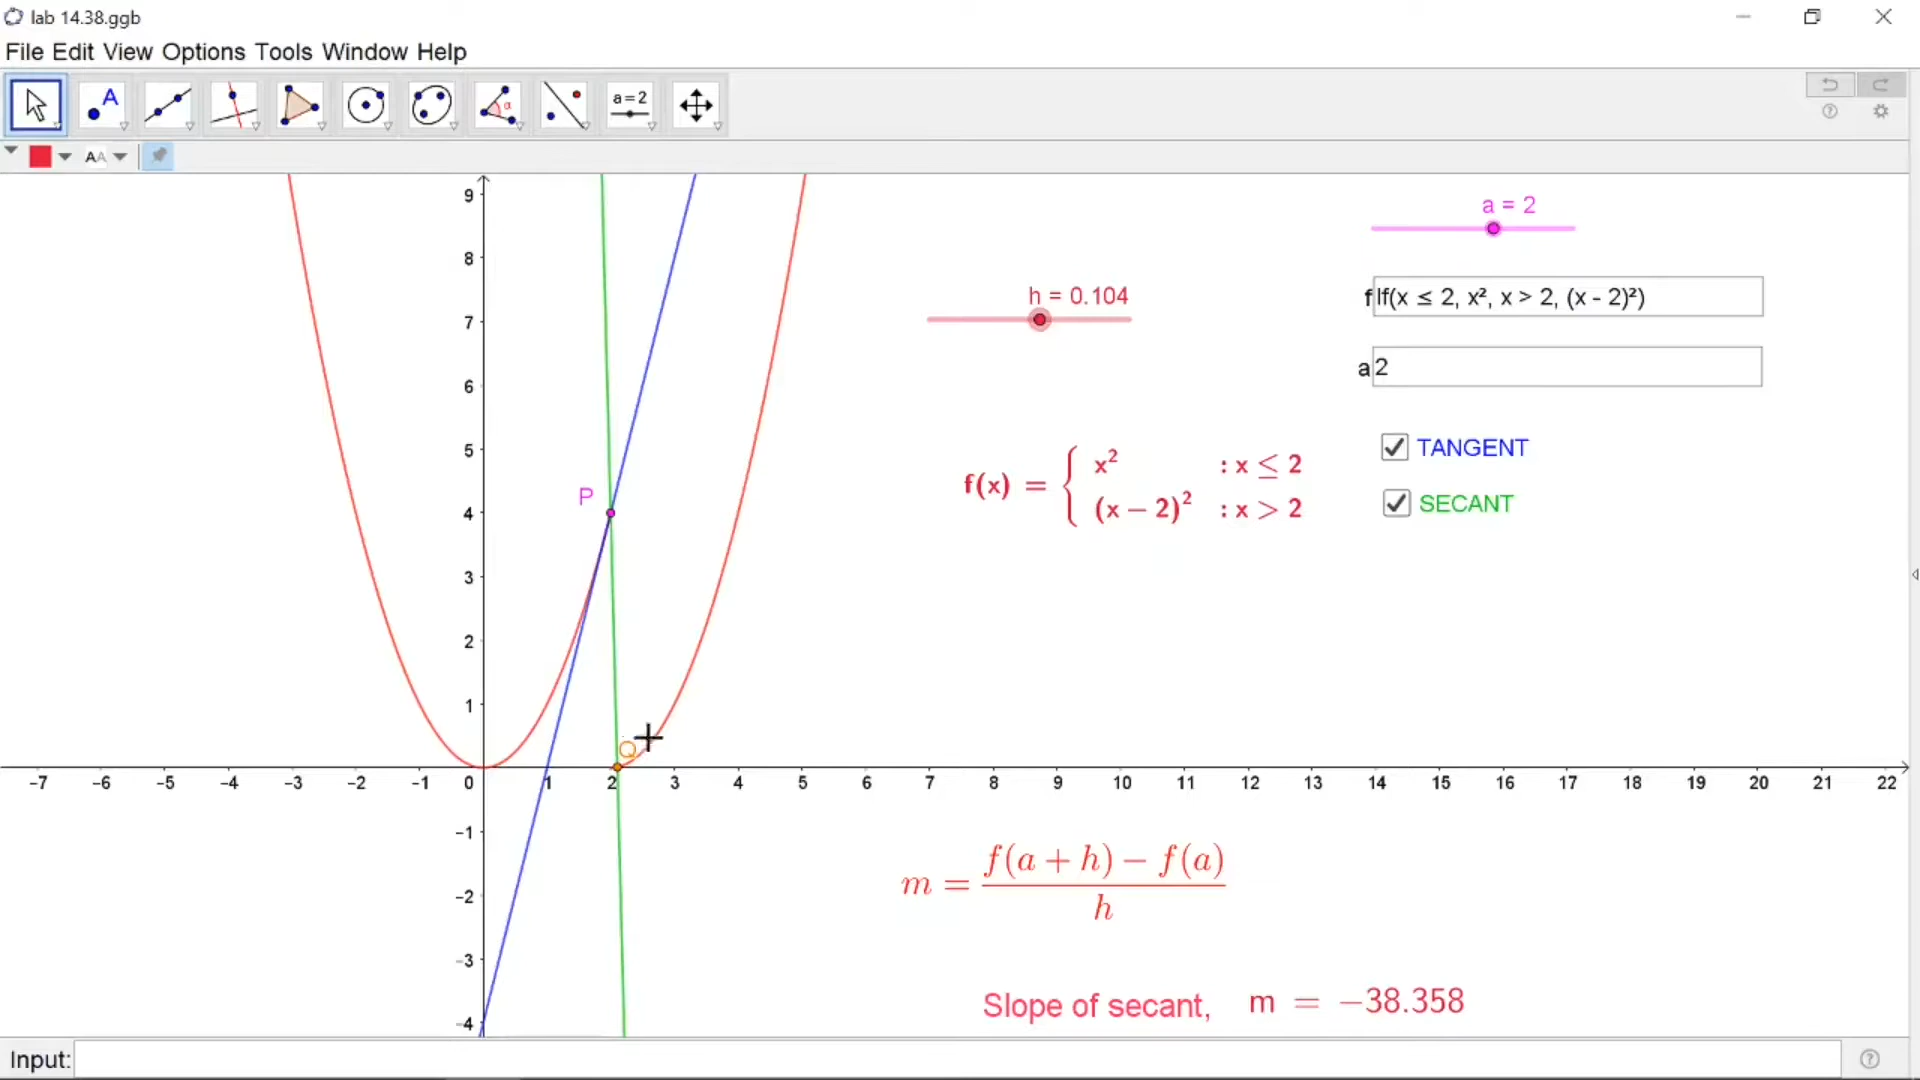 lab 14.38.ggb
File Edit View Options Tools Window Help
A
α
a=2
AA
9
8
7
6
5
4
3
2
1
-1
-2
-3
-4
a = 2
h = 0.104
f If(x ≤ 2, x², x > 2, (x - 2)²)
a 2
TANGENT
SECANT
f(x) = { x² : x ≤ 2
(x − 2)² : x > 2
P
Q
-7 -6 -5 -4 -3 -2 -1 0 1 2 3 4 5 6 7 8 9 10 11 12 13 14 15 16 17 18 19 20 21 22
m = f(a + h) − f(a)
h
Slope of secant, m = −38.358
Input: